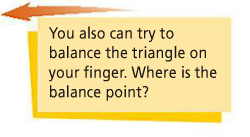 You also can try to
balance the triangle on
your finger. Where is the
balance point?